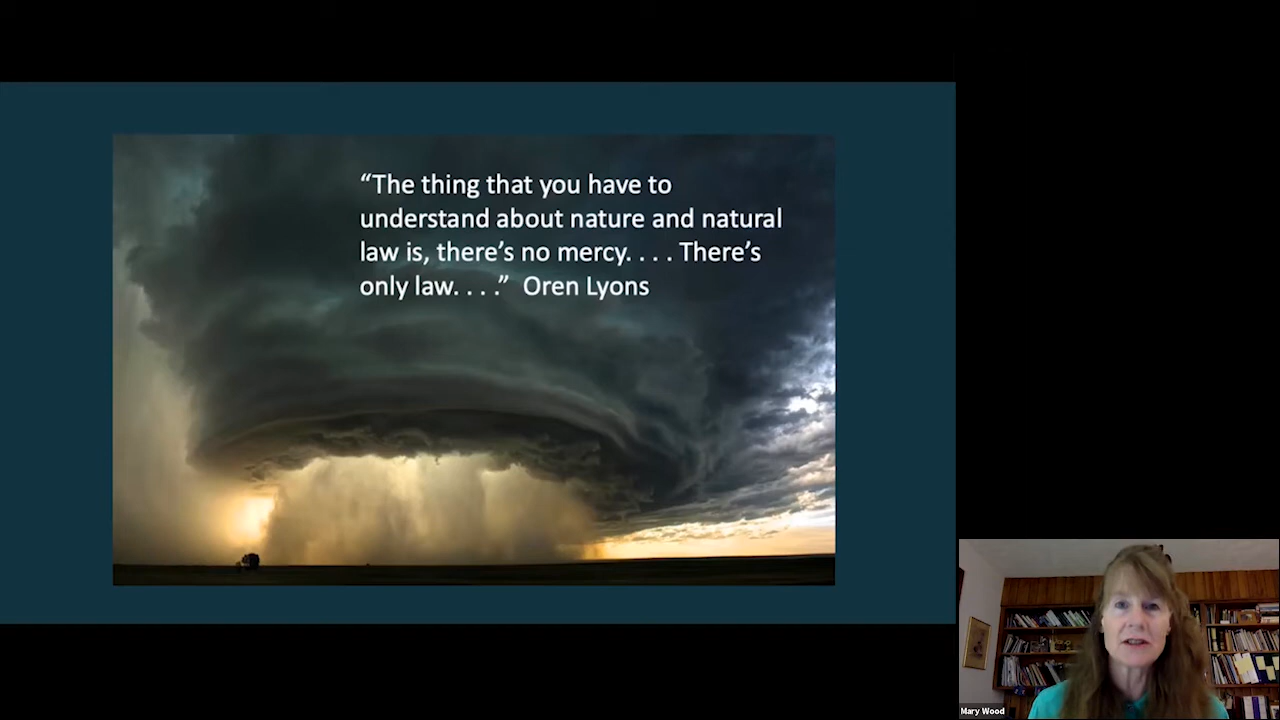 “The thing that you have to
understand about nature and natural
law is, there’s no mercy. . . . There’s
only law. . . .”  Oren Lyons
Mary Wood